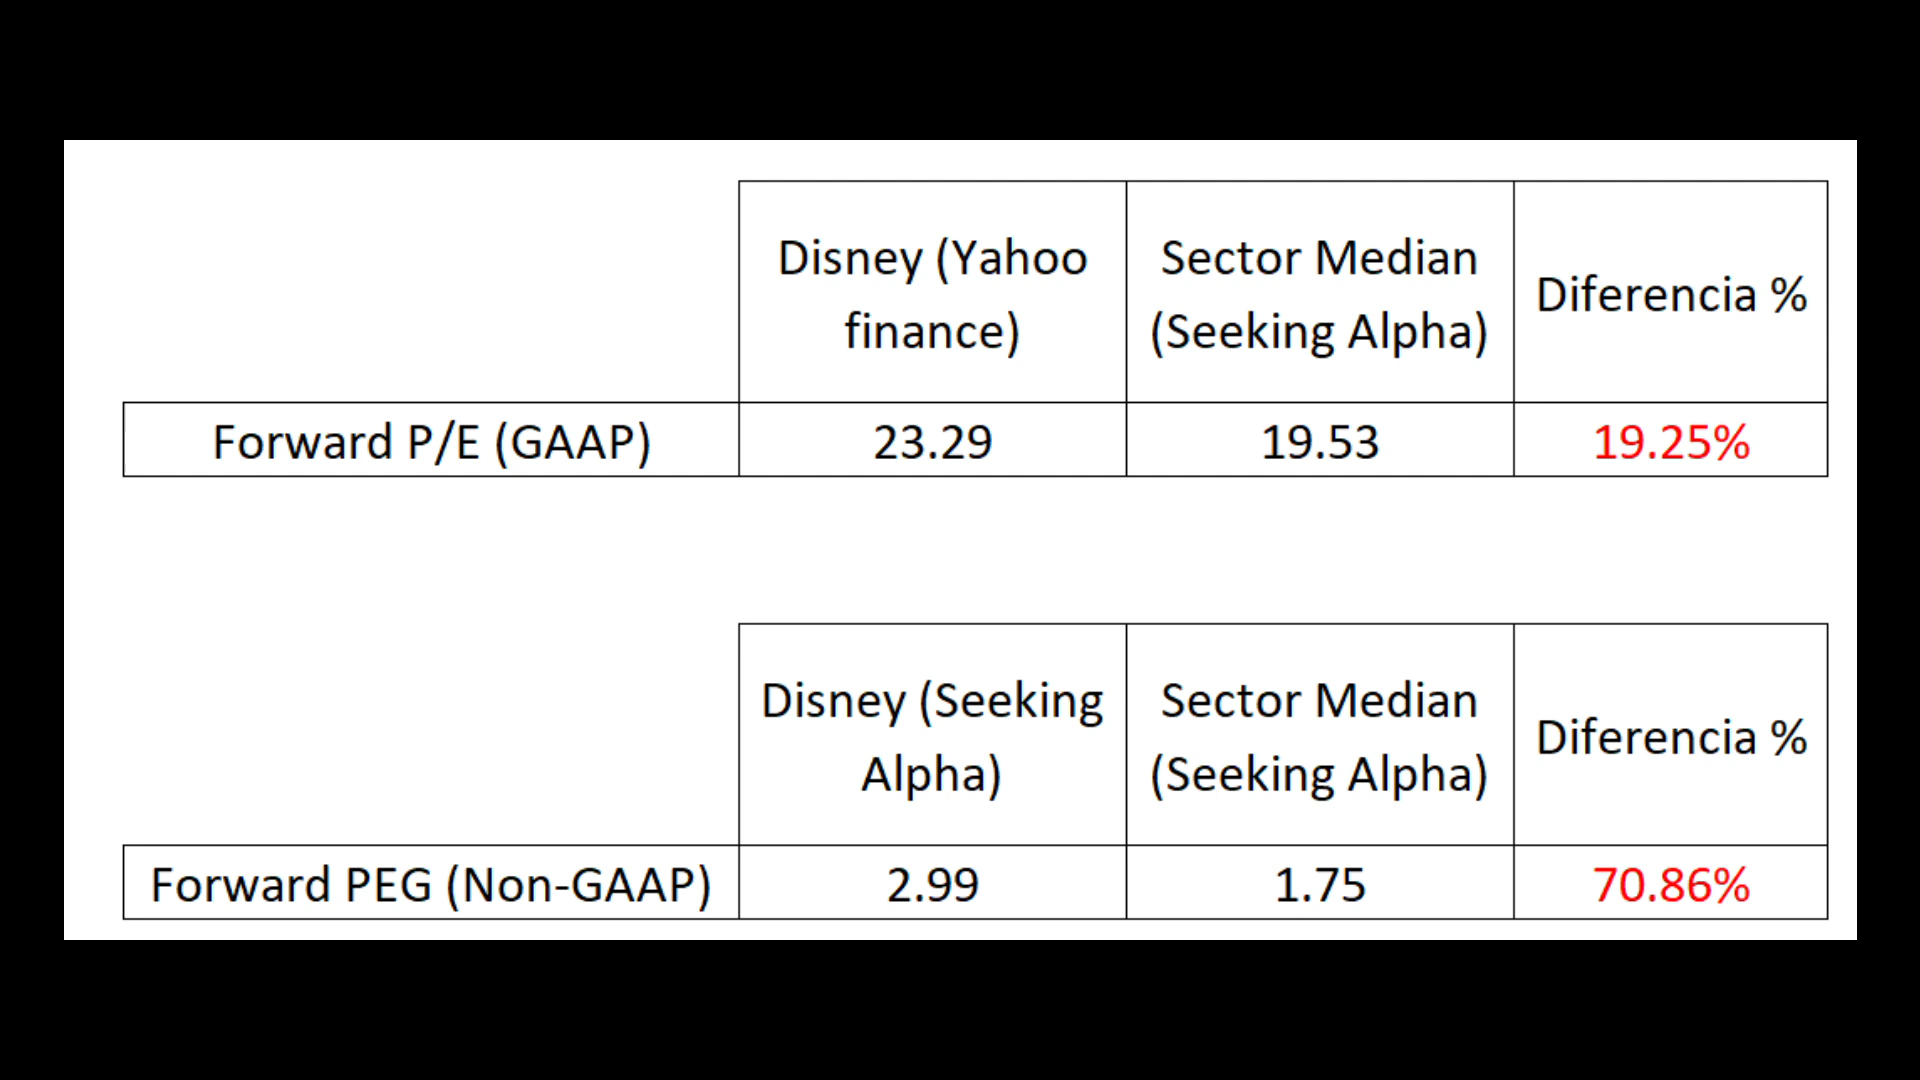 Disney (Yahoo
finance)
Sector Median
(Seeking Alpha)
Diferencia %
Forward P/E (GAAP)
23.29
19.53
19.25%
Disney (Seeking
Alpha)
Sector Median
(Seeking Alpha)
Diferencia %
Forward PEG (Non-GAAP)
2.99
1.75
70.86%